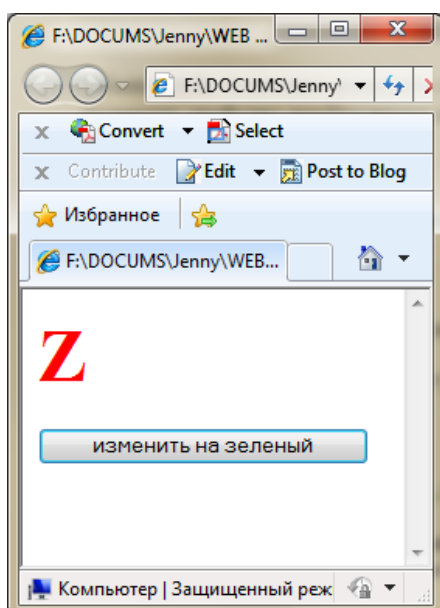 F:\DOCUMS\Jenny\WEB ...
F:\DOCUMS\Jenny\
x Convert Select
x Contribute Edit Post to Blog
Избранное
F:\DOCUMS\Jenny\WEB...
Z
изменить на зеленый
Компьютер | Защищенный реж